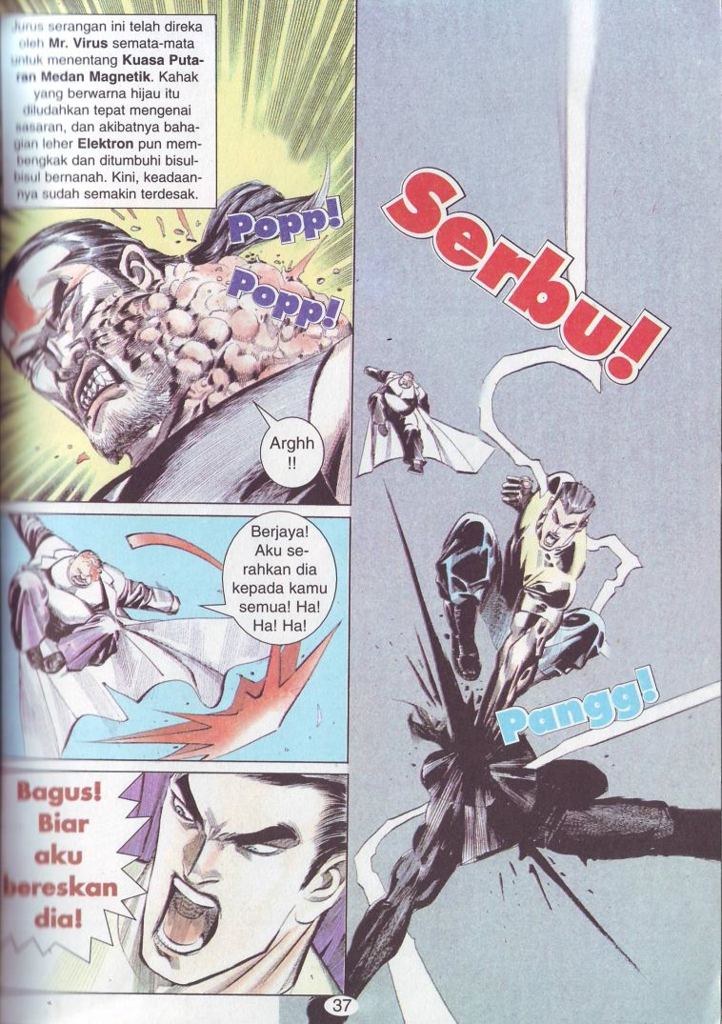 Jurus serangan ini telah direka
oleh Mr. Virus semata-mata
untuk menentang Kuasa Puta-
ran Medan Magnetik. Kahak
yang berwarna hijau itu
diludahkan tepat mengenai
sasaran, dan akibatnya baha-
gian leher Elektron pun mem-
bengkak dan ditumbuhi bisul-
bisul bernanah. Kini, keadaan-
nya sudah semakin terdesak.
Popp!
Popp!
Arghh
!!
Berjaya!
Aku se-
rahkan dia
kepada kamu
semua! Ha!
Ha! Ha!
Bagus!
Biar
aku
bereskan
dia!
Serbu!
Pangg!
37